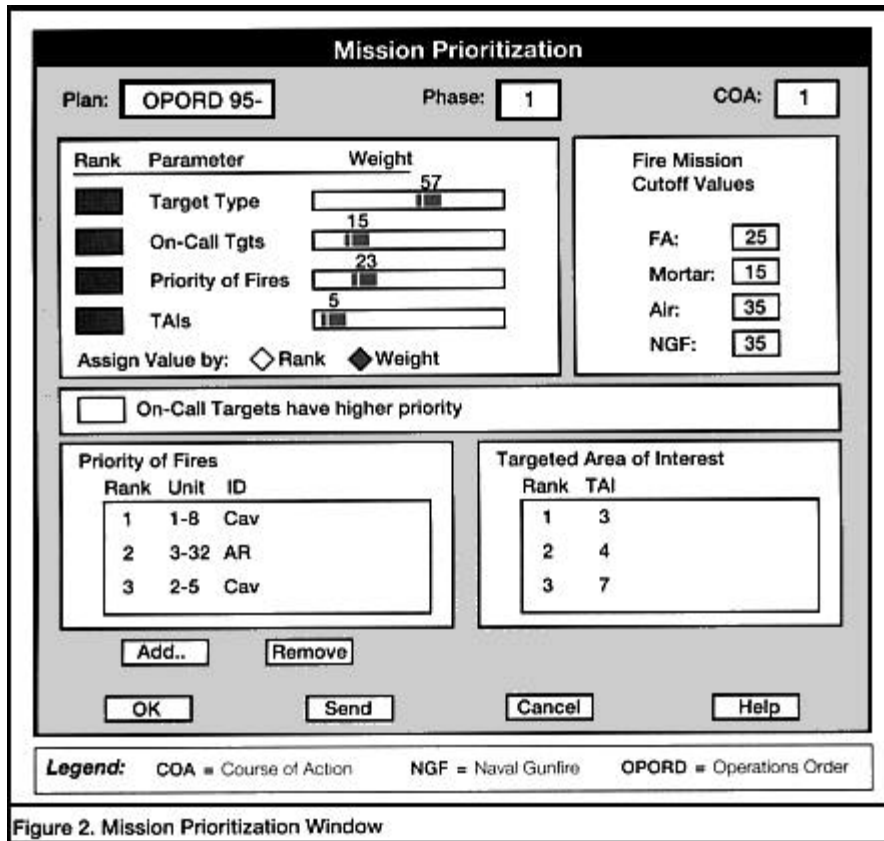 Mission Prioritization
Plan: OPORD 95- Phase: 1 COA: 1
Rank Parameter Weight
57
Target Type
15
On-Call Tgts
23
Priority of Fires
5
TAIs
Assign Value by: Rank Weight
Fire Mission
Cutoff Values
FA: 25
Mortar: 15
Air: 35
NGF: 35
On-Call Targets have higher priority
Priority of Fires
Rank Unit ID
1 1-8 Cav
2 3-32 AR
3 2-5 Cav
Targeted Area of Interest
Rank TAI
1 3
2 4
3 7
Add.. Remove
OK Send Cancel Help
Legend: COA = Course of Action NGF = Naval Gunfire OPORD = Operations Order
Figure 2. Mission Prioritization Window